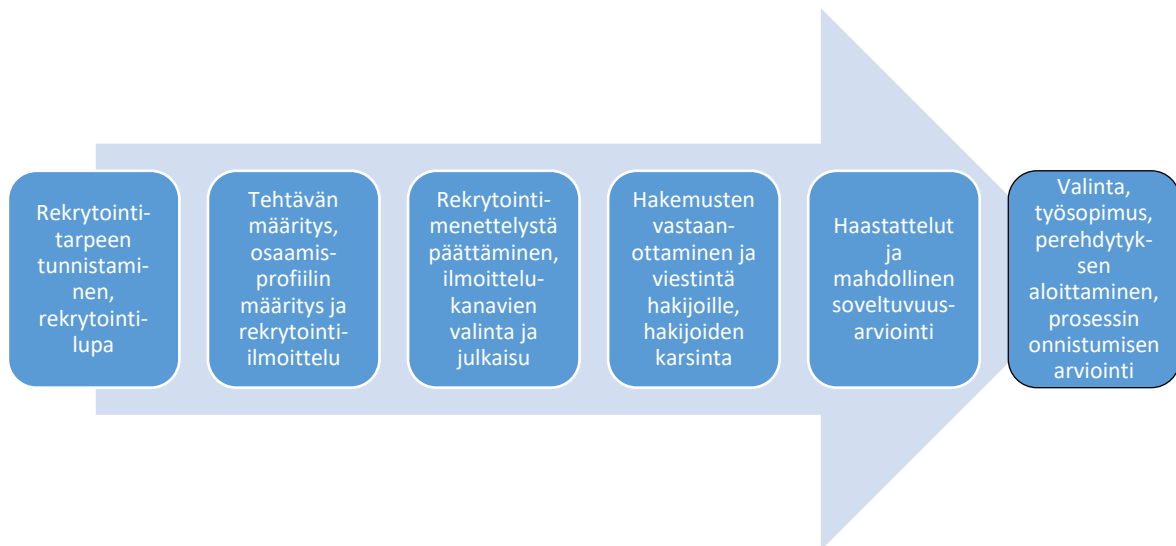 Rekrytointi-
tarpeen
tunnistami-
nen,
rekrytointi-
lupa
Tehtävän
määritys,
osaamis-
profiilin
määritys ja
rekrytointi-
ilmoittelu
Rekrytointi-
menettelystä
päättäminen,
ilmoittelu-
kanavien
valinta ja
julkaisu
Hakemusten
vastaan-
ottaminen ja
viestintä
hakijoille,
hakijoiden
karsinta
Haastattelut
ja
mahdollinen
soveltuvuus-
arviointi
Valinta,
työsopimus,
perehdytyk-
sen
aloittaminen,
prosessin
onnistumisen
arviointi